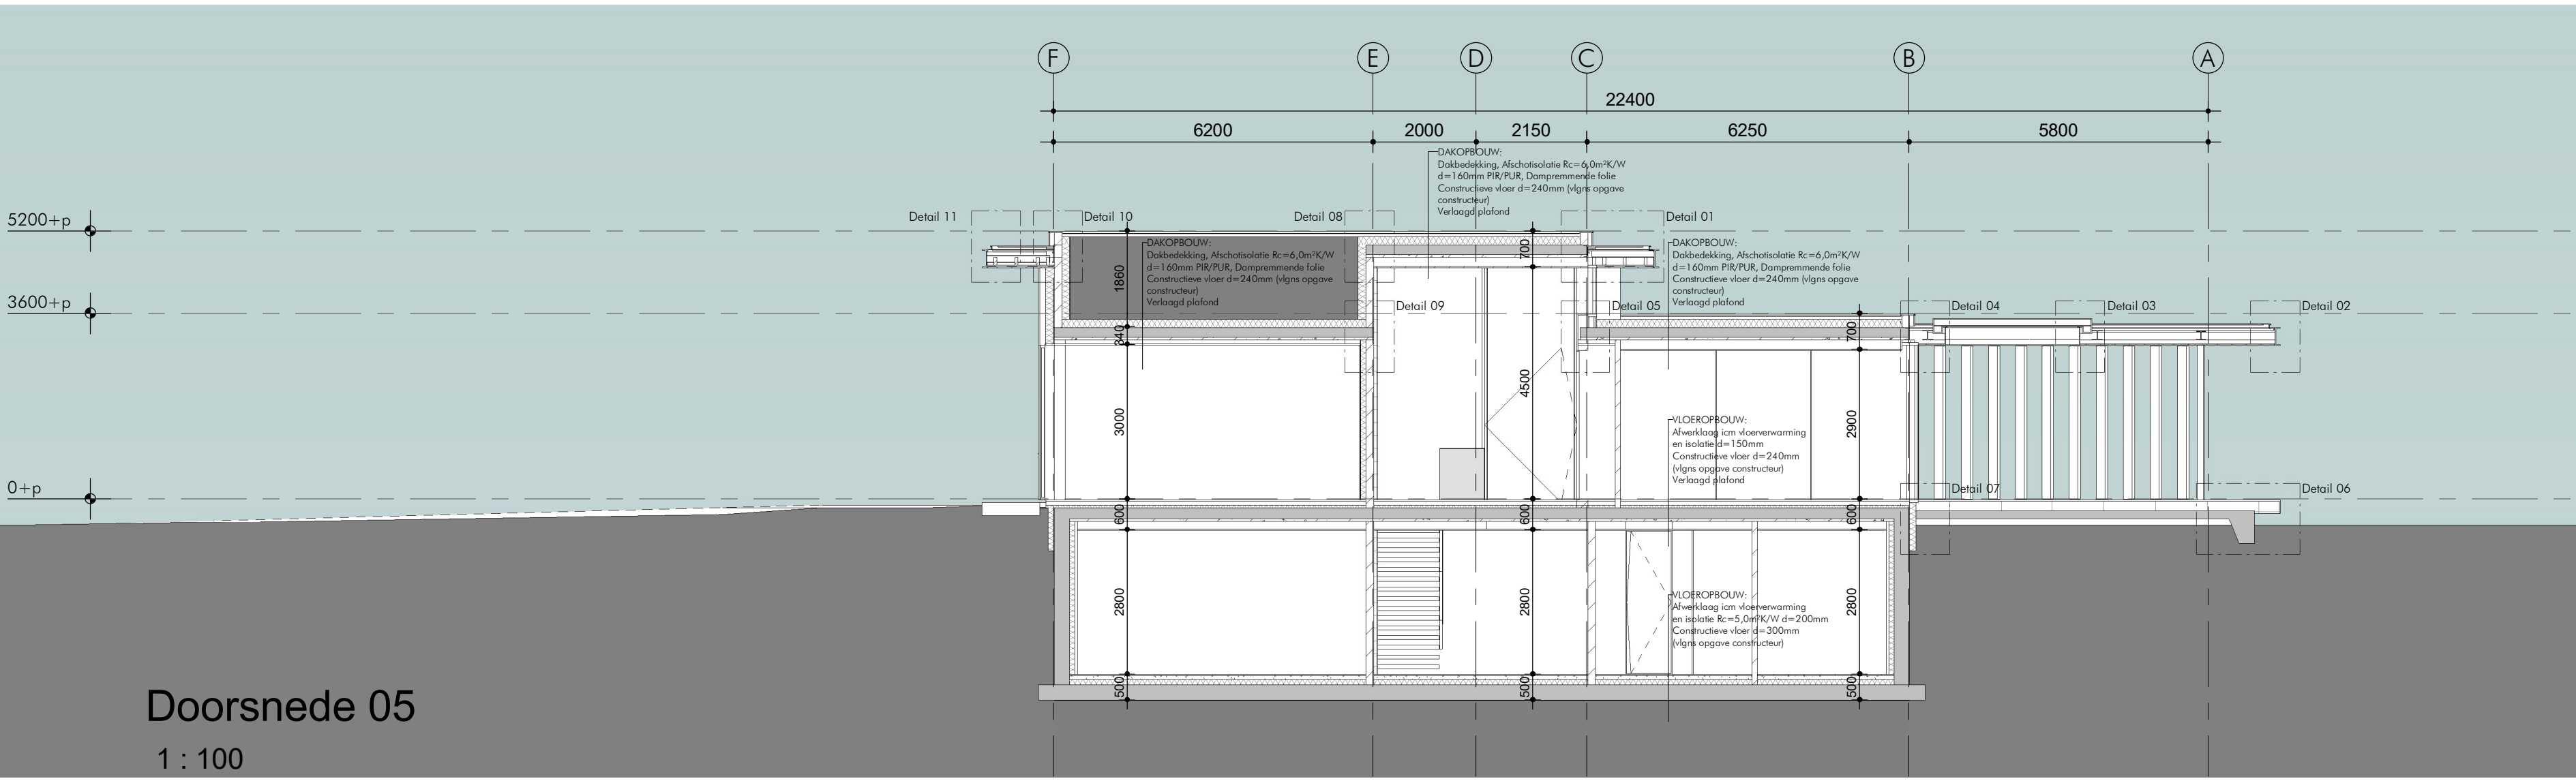 F E D C B A
22400
6200 2000 2150 6250 5800
DAKOPBOUW:
Dakbedekking, Afschotisolatie Rc=6,0m²K/W
d=160mm PIR/PUR, Dampremmende folie
Constructieve vloer d=240mm (vlgns opgave
constructeur)
Verlaagd plafond
5200+p
Detail 11
Detail 10
Detail 08
Detail 01
DAKOPBOUW:
Dakbedekking, Afschotisolatie Rc=6,0m²K/W
d=160mm PIR/PUR, Dampremmende folie
Constructieve vloer d=240mm (vlgns opgave
constructeur)
Verlaagd plafond
DAKOPBOUW:
Dakbedekking, Afschotisolatie Rc=6,0m²K/W
d=160mm PIR/PUR, Dampremmende folie
Constructieve vloer d=240mm (vlgns opgave
constructeur)
Verlaagd plafond
1860
700
3600+p
Detail 09
Detail 05
Detail 04
Detail 03
Detail 02
340
700
3000
4500
2900
VLOEROPBOUW:
Afwerklaag icm vloerverwarming
en isolatie d=150mm
Constructieve vloer d=240mm
(vlgns opgave constructeur)
Verlaagd plafond
0+p
Detail 07
Detail 06
600
600
600
2800
2800
2800
VLOEROPBOUW:
Afwerklaag icm vloerverwarming
en isolatie Rc=5,0m²K/W d=200mm
Constructieve vloer d=300mm
(vlgns opgave constructeur)
500
500
500
Doorsnede 05
1 : 100